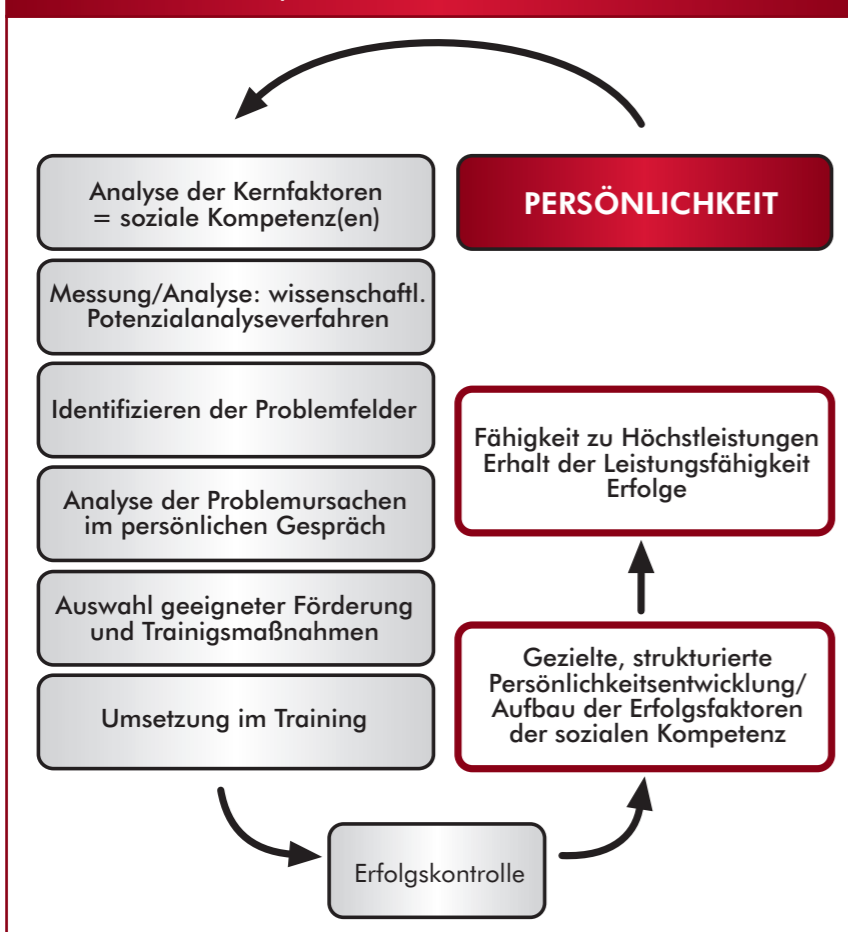 PERSÖNLICHKEIT
Analyse der Kernfaktoren
= soziale Kompetenz(en)
Messung/Analyse: wissenschaftl.
Potenzialanalyseverfahren
Identifizieren der Problemfelder
Analyse der Problemursachen
im persönlichen Gespräch
Auswahl geeigneter Förderung
und Trainigsmaßnahmen
Umsetzung im Training
Erfolgskontrolle
Gezielte, strukturierte
Persönlichkeitsentwicklung/
Aufbau der Erfolgsfaktoren
der sozialen Kompetenz
Fähigkeit zu Höchstleistungen
Erhalt der Leistungsfähigkeit
Erfolge